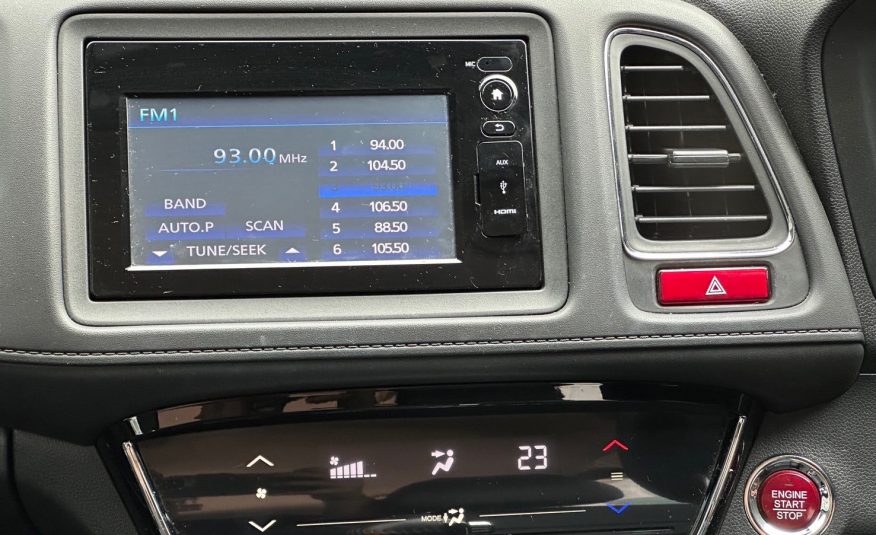 MIC
FM1
93.00 MHz
1 94.00
2 104.50
4 106.50
5 88.50
6 105.50
BAND
AUTO.P SCAN
TUNE/SEEK
AUX
HDMI
23
MODE
ENGINE
START
STOP